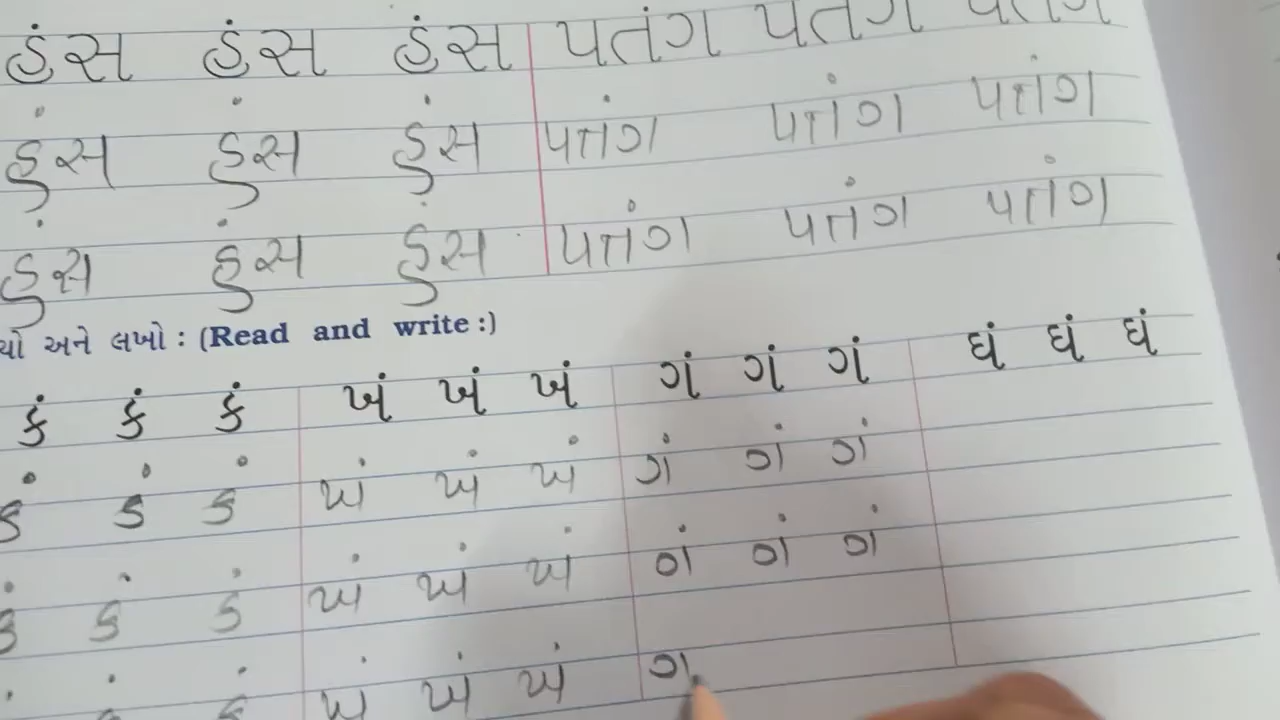 હંસ હંસ હંસ પતંગ પતંગ પતંગ
હંસ હંસ હંસ પતંગ પતંગ પતંગ
હંસ હંસ હંસ પતંગ પતંગ પતંગ
અને લખો : (Read and write :)
કં કં કં ખં ખં ખં ગં ગં ગં ઘં ઘં ઘં
કં કં કં ખં ખં ખં ગં ગં ગં
કં કં કં ખં ખં ખં ગં ગં ગં
કં કં કં ખં ખં ખં ગ